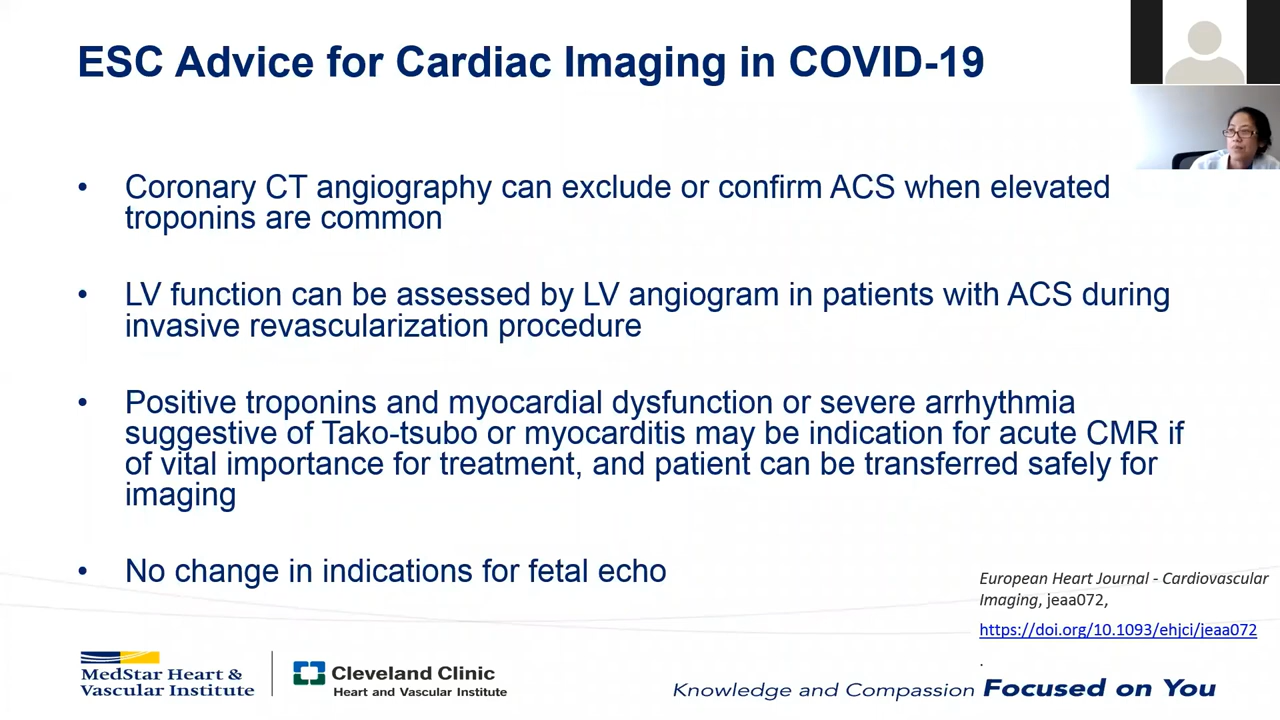 ESC Advice for Cardiac Imaging in COVID-19
• Coronary CT angiography can exclude or confirm ACS when elevated
troponins are common
• LV function can be assessed by LV angiogram in patients with ACS during
invasive revascularization procedure
• Positive troponins and myocardial dysfunction or severe arrhythmia
suggestive of Tako-tsubo or myocarditis may be indication for acute CMR if
of vital importance for treatment, and patient can be transferred safely for
imaging
• No change in indications for fetal echo
European Heart Journal - Cardiovascular
Imaging, jeaa072,
https://doi.org/10.1093/ehjci/jeaa072
.
MedStar Heart &
Vascular Institute
Cleveland Clinic
Heart and Vascular Institute
Knowledge and Compassion Focused on You